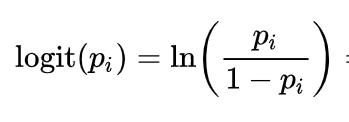 logit(pᵢ) = ln(pᵢ / (1 − pᵢ)) =